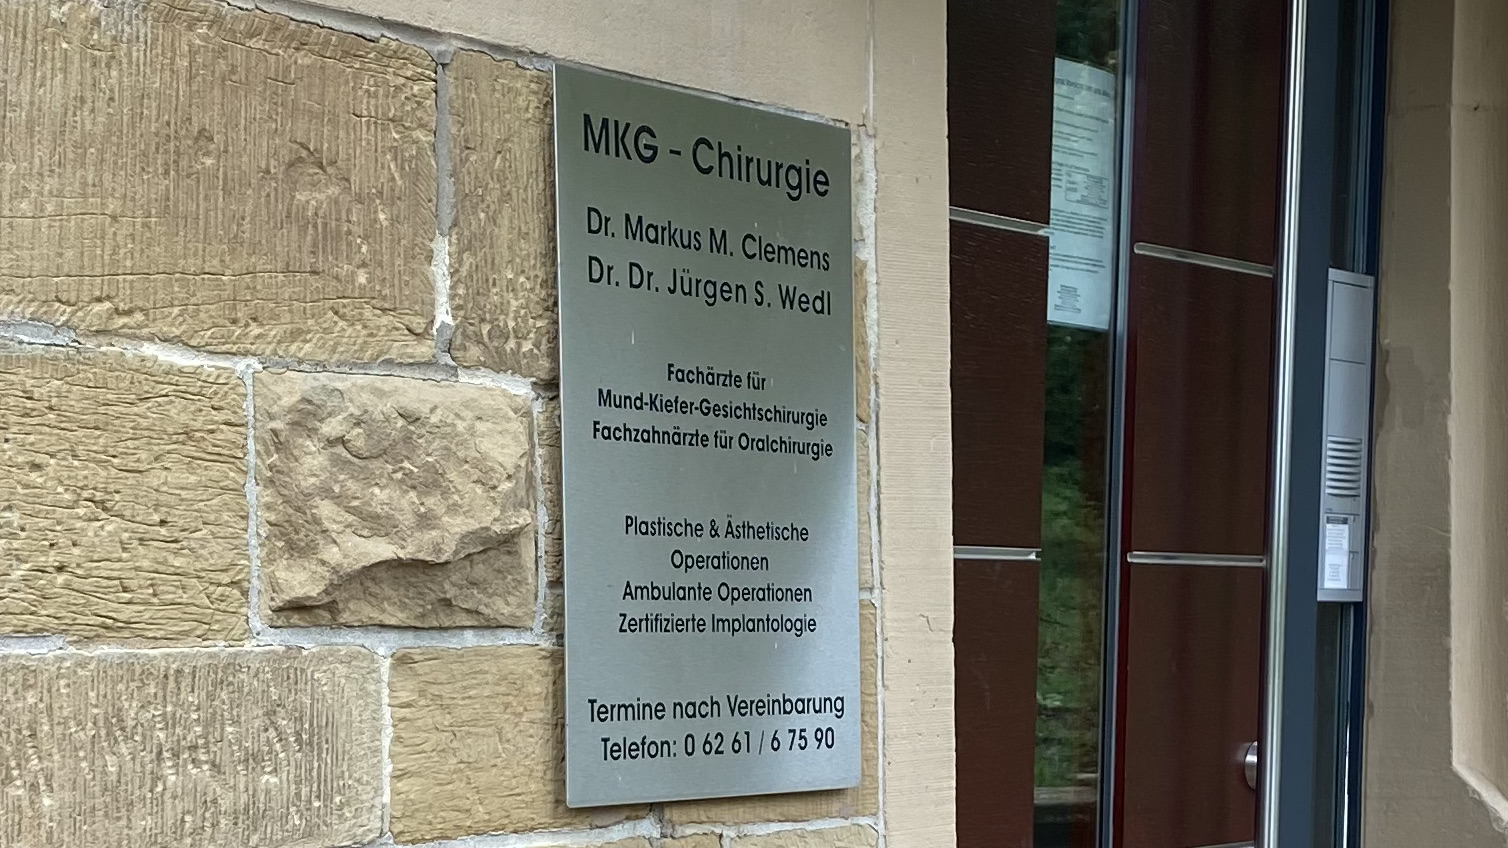 MKG - Chirurgie
Dr. Markus M. Clemens
Dr. Dr. Jürgen S. Wedl
Fachärzte für
Mund-Kiefer-Gesichtschirurgie
Fachzahnärzte für Oralchirurgie
Plastische & Ästhetische
Operationen
Ambulante Operationen
Zertifizierte Implantologie
Termine nach Vereinbarung
Telefon: 0 62 61 / 6 75 90